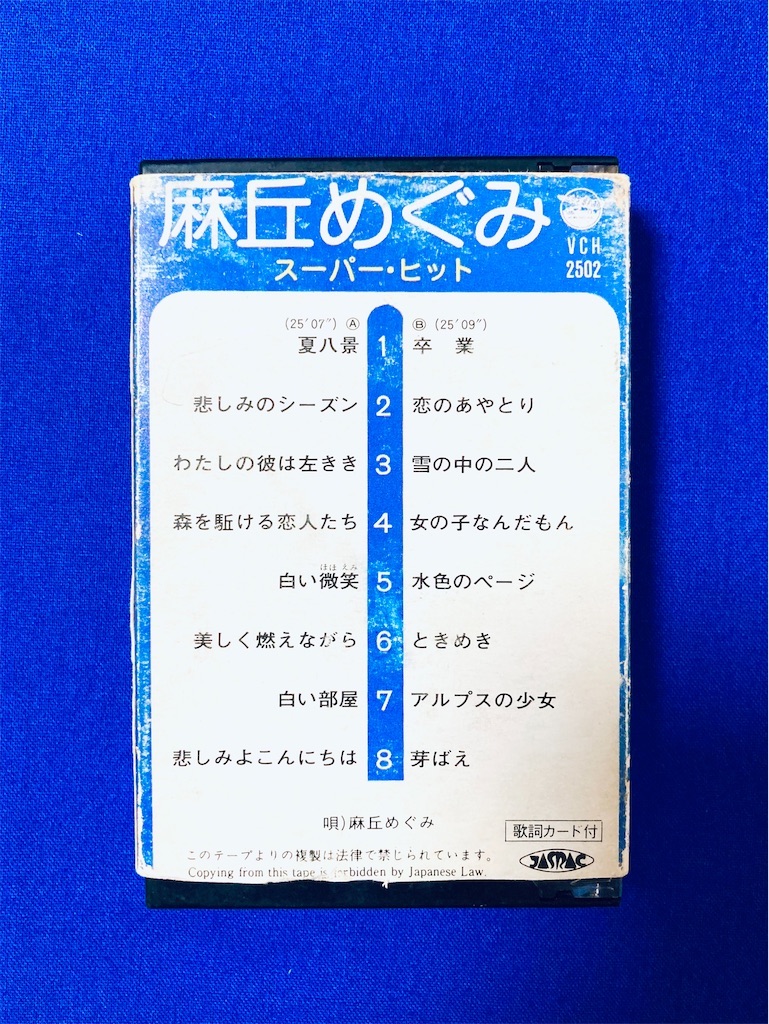 麻丘めぐみ
スーパー・ヒット
VCH
2502
(25'07") Ⓐ Ⓑ (25'09")
夏八景 1 卒業
悲しみのシーズン 2 恋のあやとり
わたしの彼は左きき 3 雪の中の二人
森を駈ける恋人たち 4 女の子なんだもん
ほほえみ
白い微笑 5 水色のページ
美しく燃えながら 6 ときめき
白い部屋 7 アルプスの少女
悲しみよこんにちは 8 芽ばえ
唄)麻丘めぐみ
歌詞カード付
このテープよりの複製は法律で禁じられています。
Copying from this tape is forbidden by Japanese Law.
JASRAC